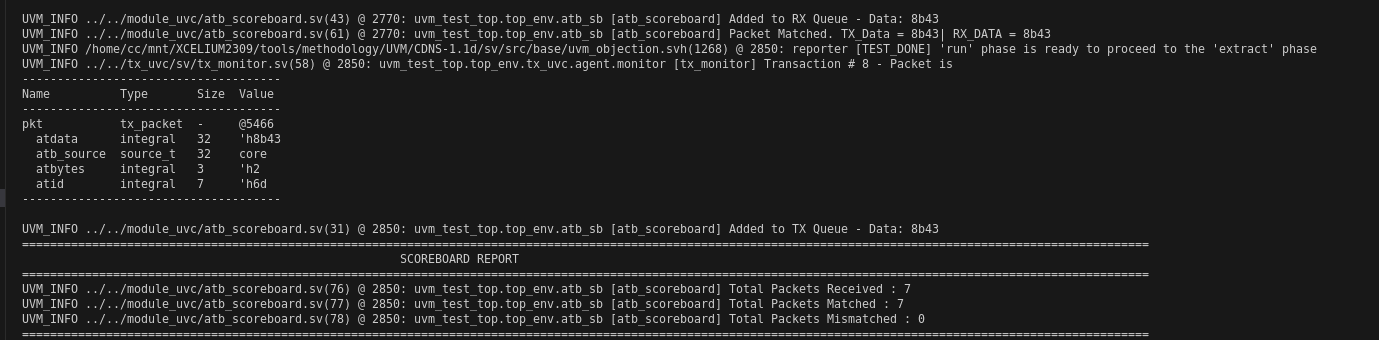 UVM_INFO ../../module_uvc/atb_scoreboard.sv(43) @ 2770: uvm_test_top.top_env.atb_sb [atb_scoreboard] Added to RX Queue - Data: 8b43
UVM_INFO ../../module_uvc/atb_scoreboard.sv(61) @ 2770: uvm_test_top.top_env.atb_sb [atb_scoreboard] Packet Matched. TX_Data = 8b43| RX_DATA = 8b43
UVM_INFO /home/cc/mnt/XCELIUM2309/tools/methodology/UVM/CDNS-1.1d/sv/src/base/uvm_objection.svh(1268) @ 2850: reporter [TEST_DONE] 'run' phase is ready to proceed to the 'extract' phase
UVM_INFO ../../tx_uvc/sv/tx_monitor.sv(58) @ 2850: uvm_test_top.top_env.tx_uvc.agent.monitor [tx_monitor] Transaction # 8 - Packet is
-------------------------------------
Name          Type       Size  Value
-------------------------------------
pkt           tx_packet  -     @5466
  atdata      integral   32    'h8b43
  atb_source  source_t   32    core
  atbytes     integral   3     'h2
  atid        integral   7     'h6d
-------------------------------------
UVM_INFO ../../module_uvc/atb_scoreboard.sv(31) @ 2850: uvm_test_top.top_env.atb_sb [atb_scoreboard] Added to TX Queue - Data: 8b43
=================================================================================================================================================================
SCOREBOARD REPORT
=================================================================================================================================================================
UVM_INFO ../../module_uvc/atb_scoreboard.sv(76) @ 2850: uvm_test_top.top_env.atb_sb [atb_scoreboard] Total Packets Received : 7
UVM_INFO ../../module_uvc/atb_scoreboard.sv(77) @ 2850: uvm_test_top.top_env.atb_sb [atb_scoreboard] Total Packets Matched : 7
UVM_INFO ../../module_uvc/atb_scoreboard.sv(78) @ 2850: uvm_test_top.top_env.atb_sb [atb_scoreboard] Total Packets Mismatched : 0
=================================================================================================================================================================